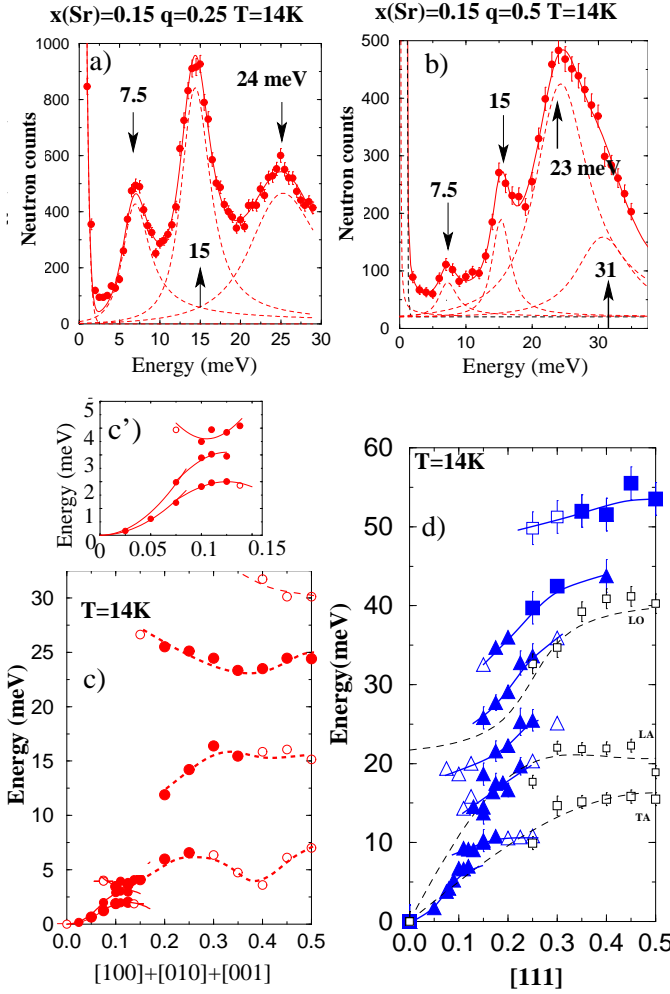 x(Sr)=0.15 q=0.25 T=14K
x(Sr)=0.15 q=0.5 T=14K
a)
7.5
24 meV
15
Neutron counts
1000
800
600
400
200
0
0 5 10 15 20 25 30
Energy (meV)
b)
15
7.5
23 meV
31
Neutron counts
500
400
300
200
100
0
0 10 20 30
Energy (meV)
c')
Energy (meV)
5
4
3
2
1
0
0 0.05 0.10 0.15
T=14K
c)
Energy (meV)
30
25
20
15
10
5
0
0.0 0.1 0.2 0.3 0.4 0.5
[100]+[010]+[001]
T=14K
d)
Energy(meV)
60
50
40
30
20
10
0
LO
LA
TA
0.0 0.1 0.2 0.3 0.4 0.5
[111]